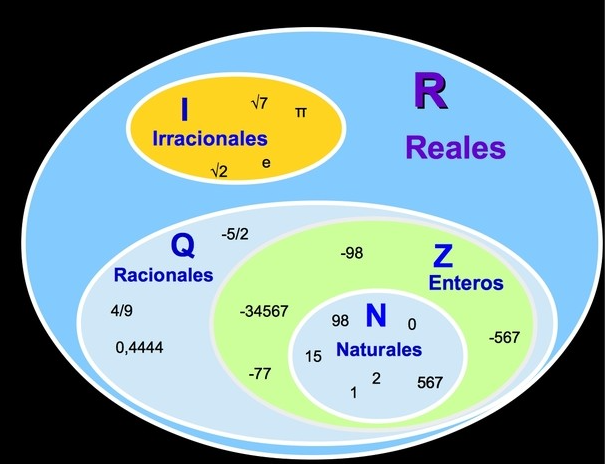 R
Reales
I
√7
π
Irracionales
√2
e
Q
-5/2
Racionales
4/9
0,4444
Z
-98
Enteros
-34567
-567
-77
N
98
0
Naturales
15
2
1
567